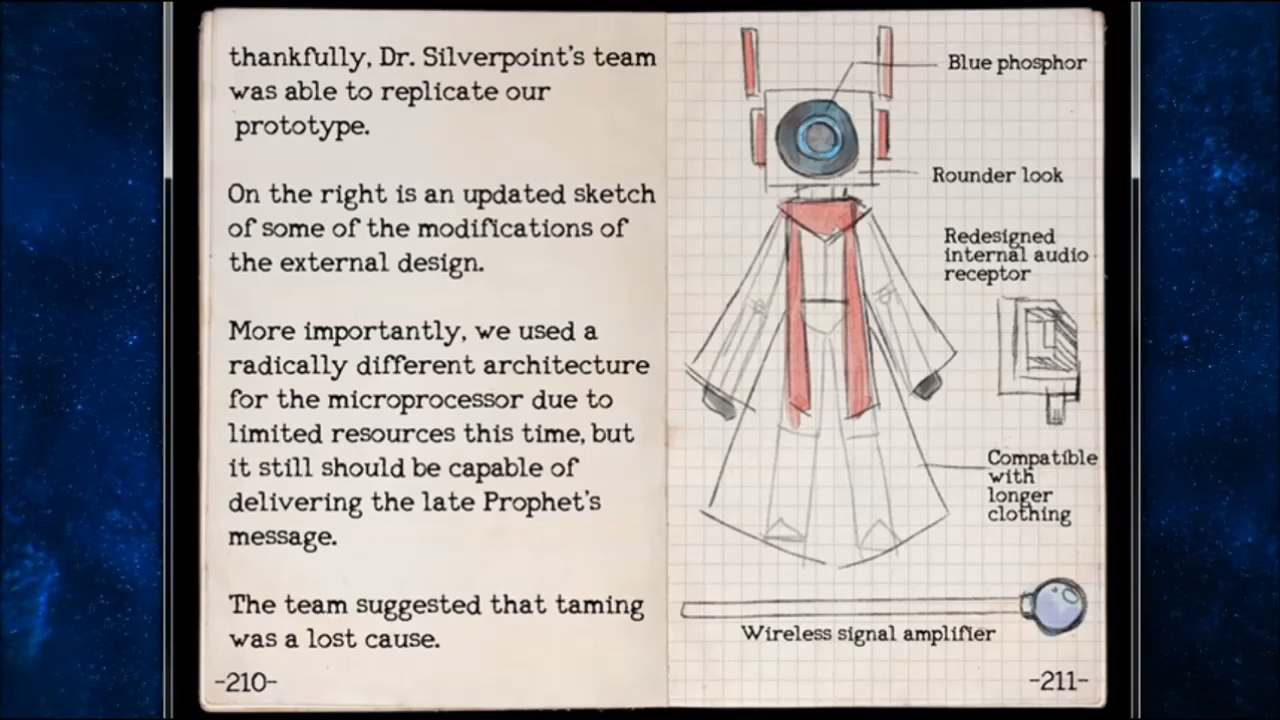 thankfully, Dr. Silverpoint's team
was able to replicate our
prototype.
On the right is an updated sketch
of some of the modifications of
the external design.
More importantly, we used a
radically different architecture
for the microprocessor due to
limited resources this time, but
it still should be capable of
delivering the late Prophet's
message.
The team suggested that taming
was a lost cause.
-210-
Blue phosphor
Rounder look
Redesigned
internal audio
receptor
Compatible
with
longer
clothing
Wireless signal amplifier
-211-